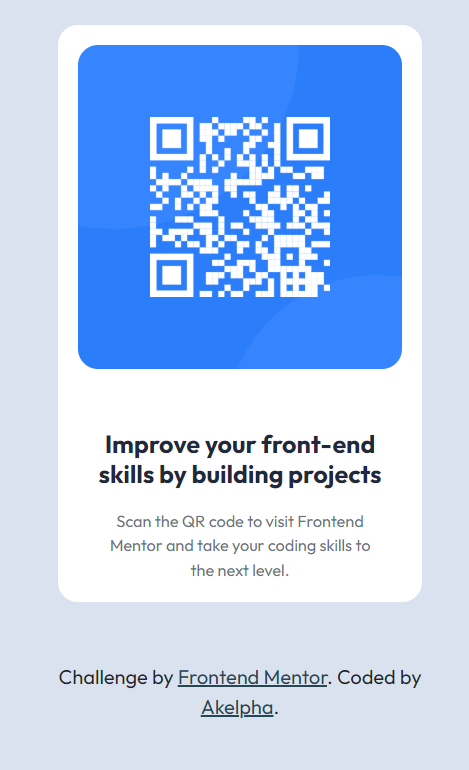 Improve your front-end
skills by building projects
Scan the QR code to visit Frontend
Mentor and take your coding skills to
the next level.
Challenge by Frontend Mentor. Coded by
Akelpha.